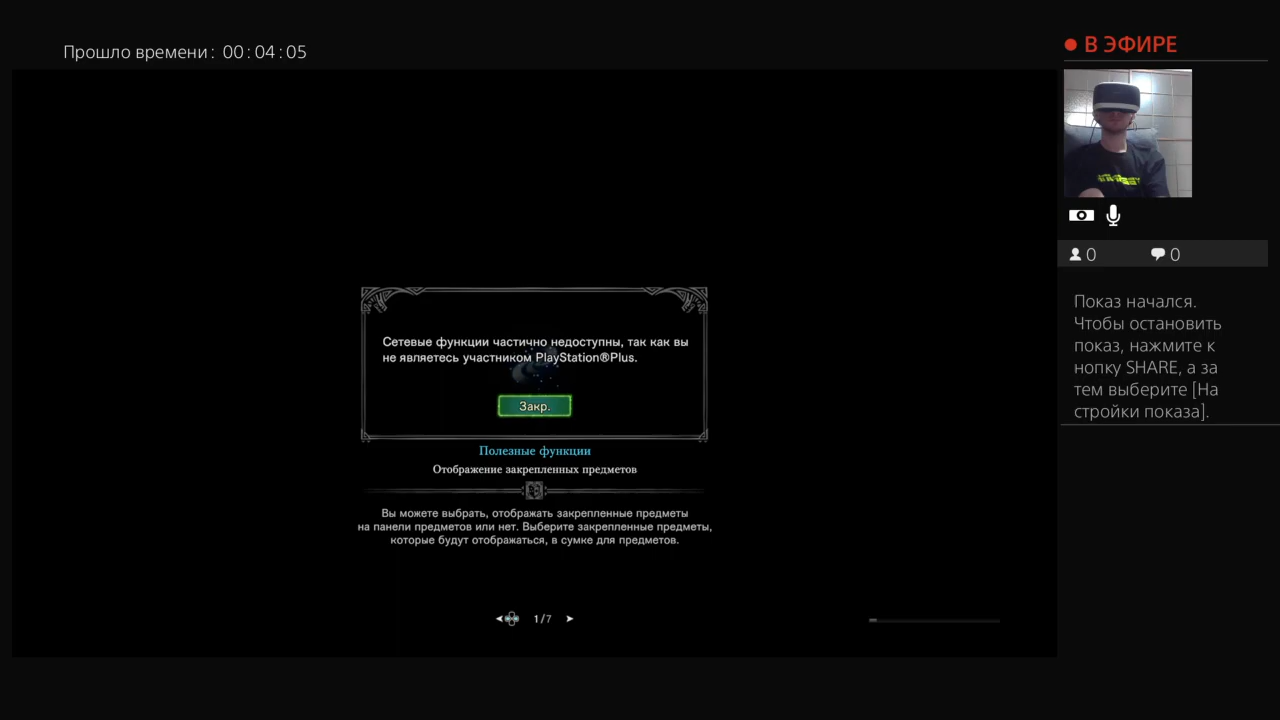 Прошло времени: 00:04:05
В ЭФИРЕ
0
0
Показ начался.
Чтобы остановить
показ, нажмите к
нопку SHARE, а за
тем выберите [На
стройки показа].
Сетевые функции частично недоступны, так как вы
не являетесь участником PlayStation®Plus.
Закр.
Полезные функции
Отображение закрепленных предметов
Вы можете выбрать, отображать закрепленные предметы
на панели предметов или нет. Выберите закрепленные предметы,
которые будут отображаться, в сумке для предметов.
1/7